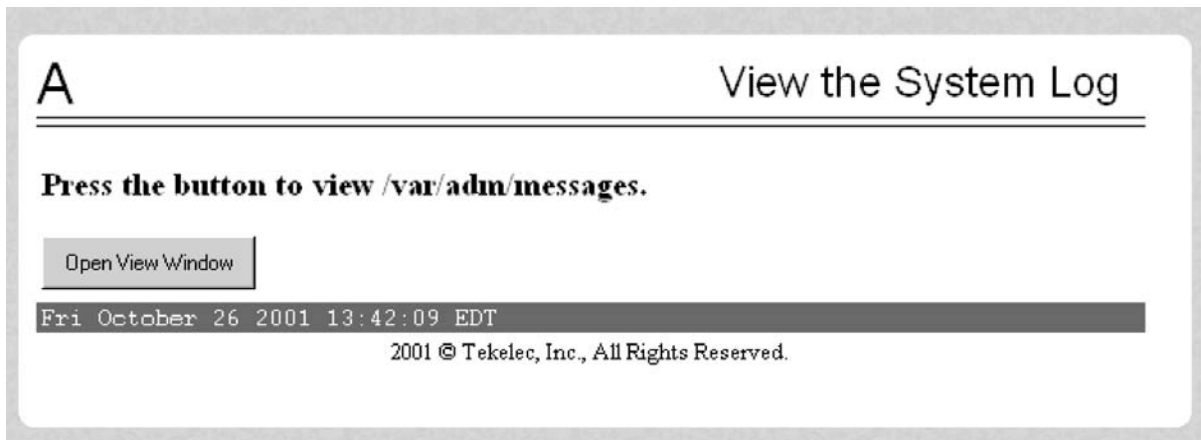 A
View the System Log
Press the button to view /var/adm/messages.
Open View Window
Fri October 26 2001 13:42:09 EDT
2001 © Tekelec, Inc., All Rights Reserved.